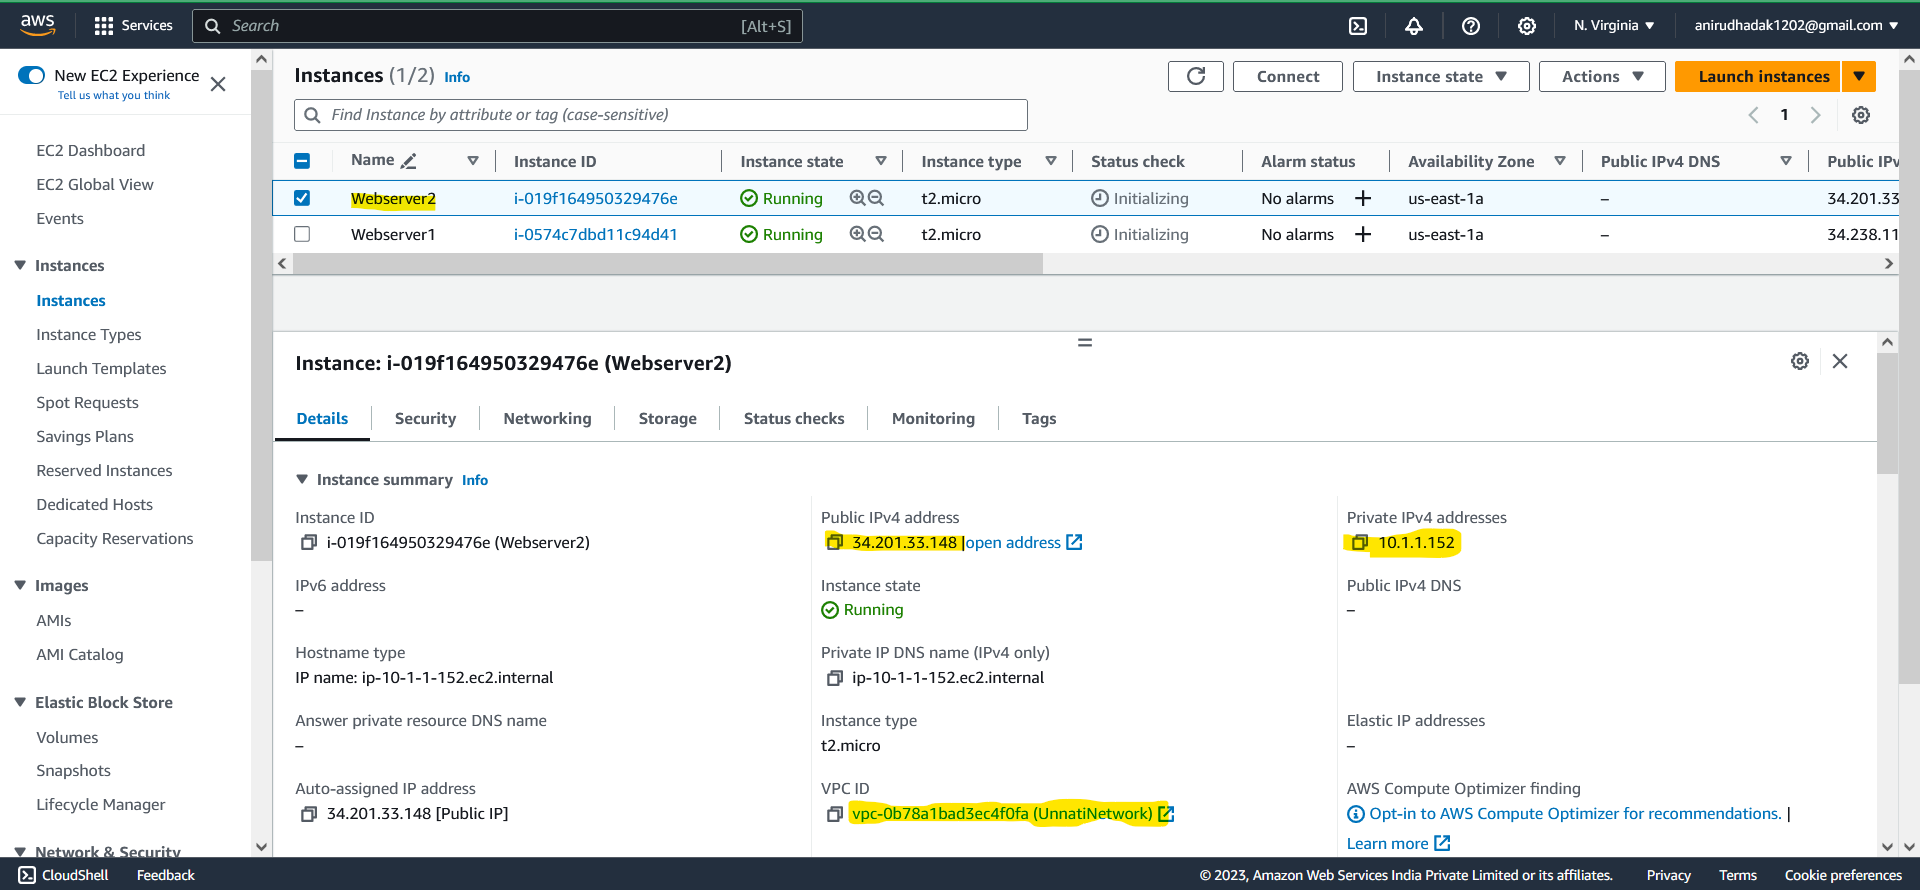 aws
Services
Search [Alt+S]
N. Virginia
anirudhadak1202@gmail.com
New EC2 Experience
Tell us what you think
EC2 Dashboard
EC2 Global View
Events
Instances
Instances
Instance Types
Launch Templates
Spot Requests
Savings Plans
Reserved Instances
Dedicated Hosts
Capacity Reservations
Images
AMIs
AMI Catalog
Elastic Block Store
Volumes
Snapshots
Lifecycle Manager
Network & Security
Instances (1/2) Info
Connect
Instance state
Actions
Launch instances
Find Instance by attribute or tag (case-sensitive)
1
Name Instance ID Instance state Instance type Status check Alarm status Availability Zone Public IPv4 DNS Public IPv
Webserver2 i-019f164950329476e Running t2.micro Initializing No alarms + us-east-1a – 34.201.33
Webserver1 i-0574c7dbd11c94d41 Running t2.micro Initializing No alarms + us-east-1a – 34.238.11
Instance: i-019f164950329476e (Webserver2)
Details Security Networking Storage Status checks Monitoring Tags
Instance summary Info
Instance ID
i-019f164950329476e (Webserver2)
Public IPv4 address
34.201.33.148 |open address
Private IPv4 addresses
10.1.1.152
IPv6 address
–
Instance state
Running
Public IPv4 DNS
–
Hostname type
IP name: ip-10-1-1-152.ec2.internal
Private IP DNS name (IPv4 only)
ip-10-1-1-152.ec2.internal
Answer private resource DNS name
–
Instance type
t2.micro
Elastic IP addresses
–
Auto-assigned IP address
34.201.33.148 [Public IP]
VPC ID
vpc-0b78a1bad3ec4f0fa (UnnatiNetwork)
AWS Compute Optimizer finding
Opt-in to AWS Compute Optimizer for recommendations. |
Learn more
CloudShell
Feedback
© 2023, Amazon Web Services India Private Limited or its affiliates.
Privacy
Terms
Cookie preferences